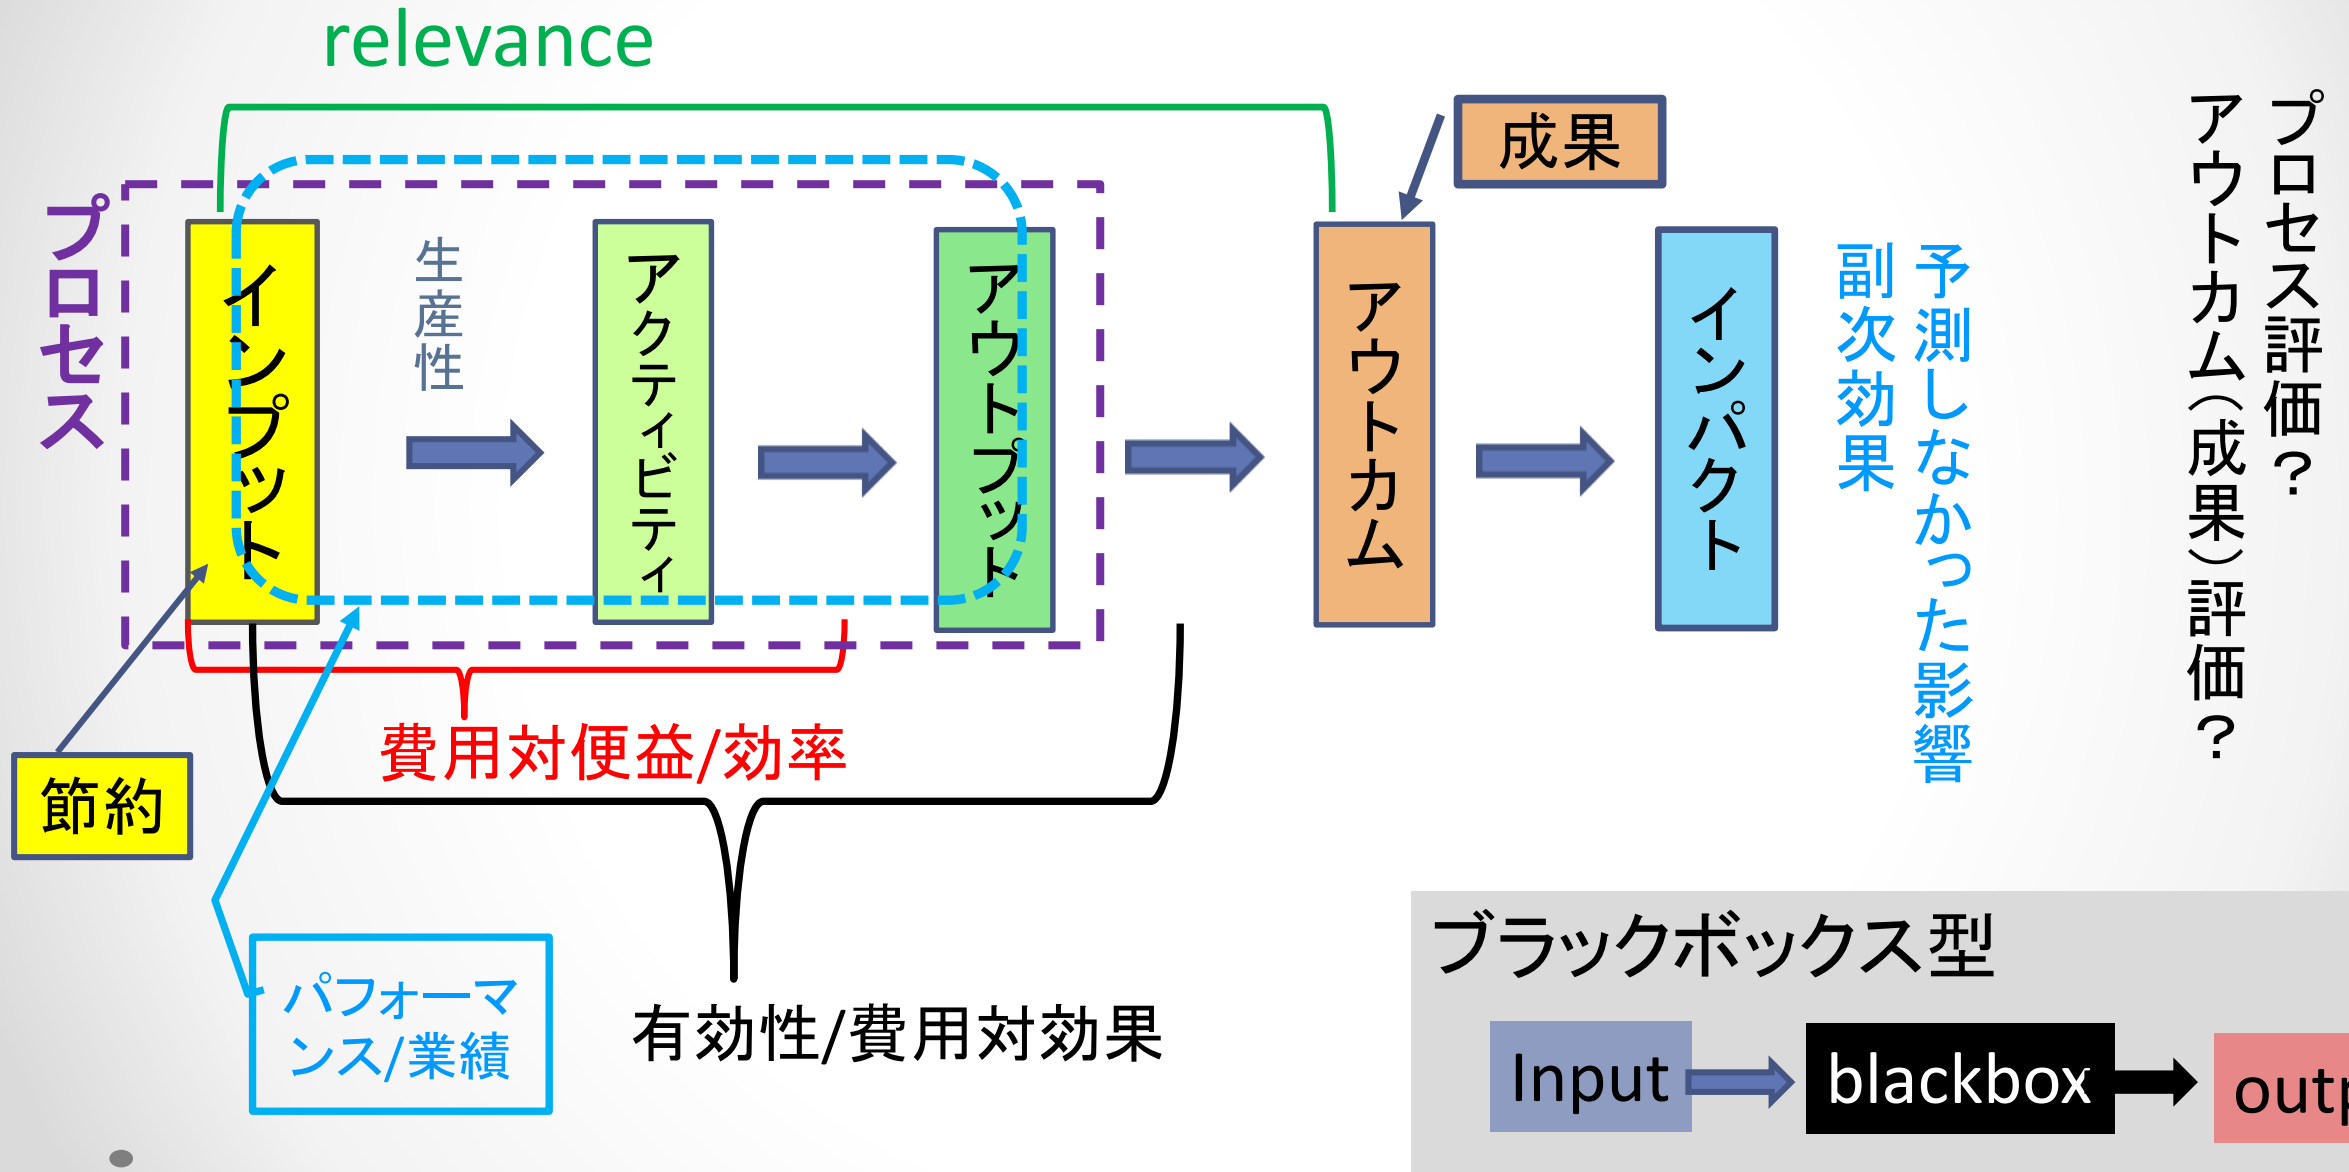 relevance
成果
プロセス
インプット
生産性
アクティビティ
アウトプット
アウトカム
インパクト
予測しなかった影響
副次効果
プロセス評価？
アウトカム（成果）評価？
費用対便益/効率
節約
パフォーマ
ンス/業績
有効性/費用対効果
ブラックボックス型
Input
blackbox
outp